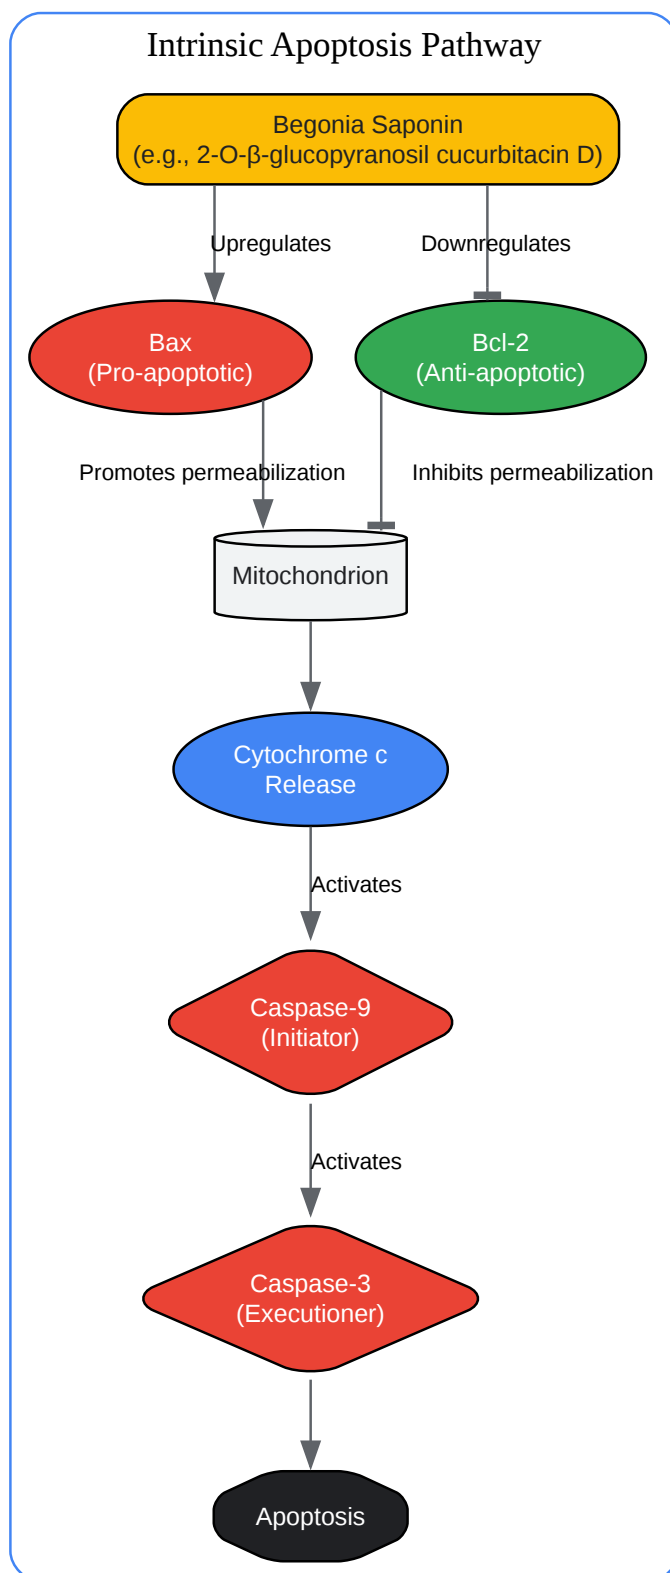 Intrinsic Apoptosis Pathway
Begonia Saponin
(e.g., 2-O-β-glucopyranosil cucurbitacin D)
Upregulates
Downregulates
Bax
(Pro-apoptotic)
Bcl-2
(Anti-apoptotic)
Promotes permeabilization
Inhibits permeabilization
Mitochondrion
Cytochrome c
Release
Activates
Caspase-9
(Initiator)
Activates
Caspase-3
(Executioner)
Apoptosis